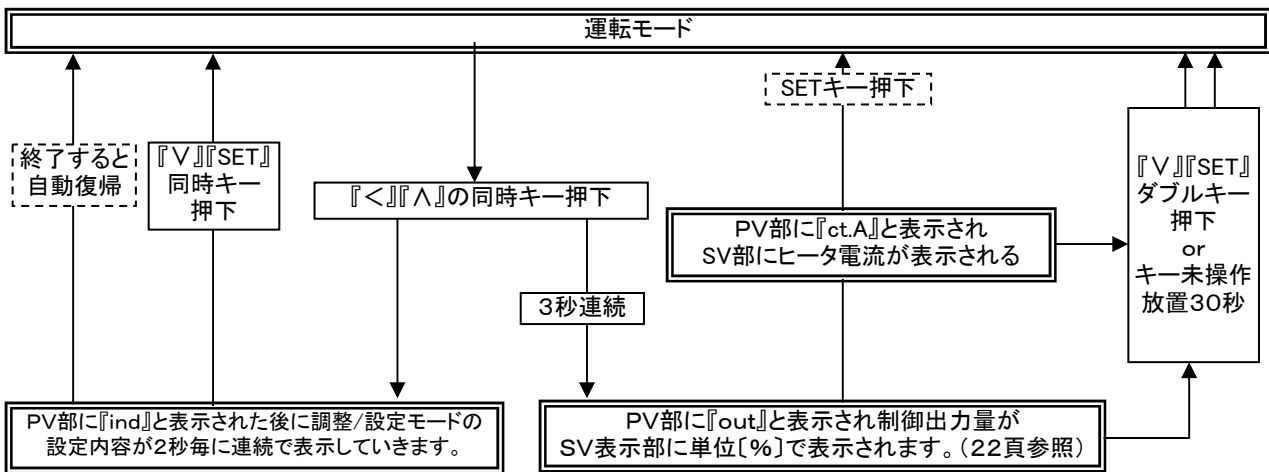 運転モード
SETキー押下
終了すると
自動復帰
『∨』『SET』
同時キー
押下
『＜』『∧』の同時キー押下
『∨』『SET』
ダブルキー
押下
or
キー未操作
放置30秒
PV部に『ct.A』と表示され
SV部にヒータ電流が表示される
3秒連続
PV部に『ind』と表示された後に調整/設定モードの
設定内容が2秒毎に連続で表示していきます。
PV部に『out』と表示され制御出力量が
SV表示部に単位〔%〕で表示されます。(22頁参照)